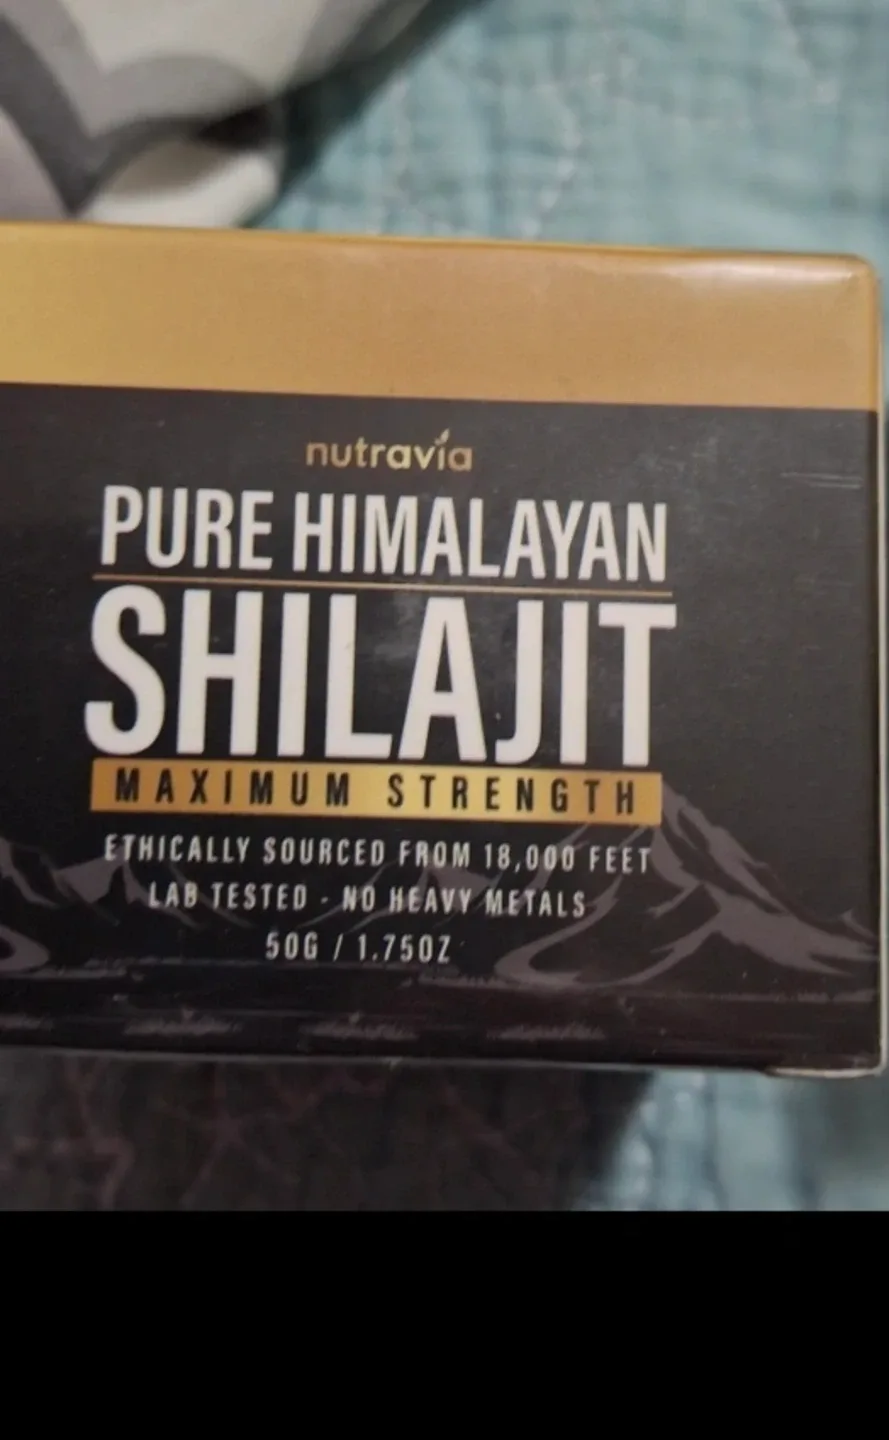 nutravia
PURE HIMALAYAN
SHILAJIT
MAXIMUM STRENGTH
ETHICALLY SOURCED FROM 18,000 FEET
LAB TESTED - NO HEAVY METALS
50G / 1.75OZ